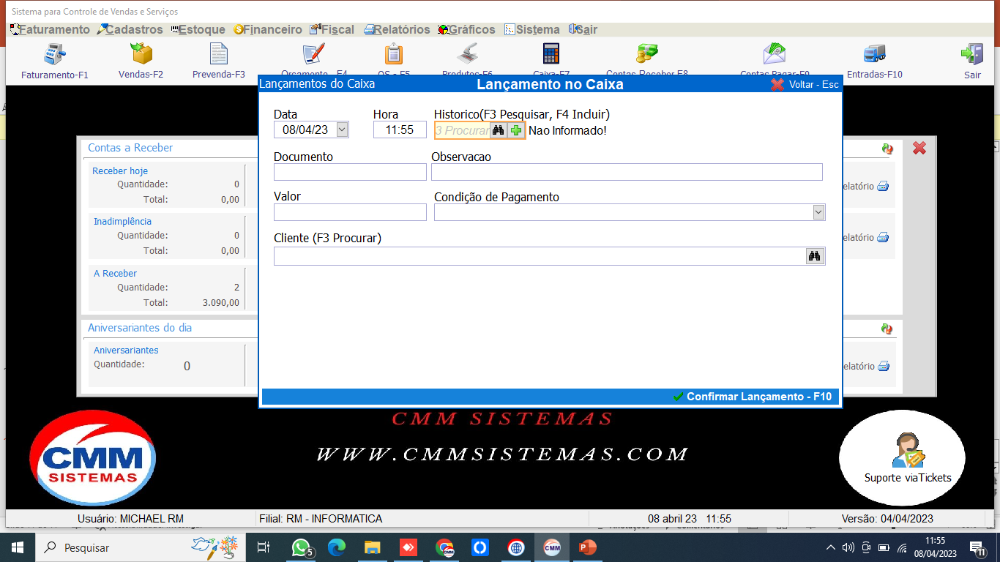 Sistema para Controle de Vendas e Serviços
Faturamento Cadastros Estoque Financeiro Fiscal Relatórios Gráficos Sistema Sair
Faturamento-F1 Vendas-F2 Prevenda-F3 Orçamento - F4 OS - F5 Produtos-F6 Caixa-F7 Contas Receber F8 Contas Pagar-F9 Entradas-F10 Sair
Lançamentos do Caixa Lançamento no Caixa Voltar - Esc
Data Hora Historico(F3 Pesquisar, F4 Incluir)
08/04/23 11:55 3 Procurar Nao Informado!
Documento Observacao
Valor Condição de Pagamento
Cliente (F3 Procurar)
Confirmar Lançamento - F10
Contas a Receber
Receber hoje
Quantidade: 0
Total: 0,00
elatório
Inadimplência
Quantidade: 0
Total: 0,00
elatório
A Receber
Quantidade: 2
Total: 3.090,00
Aniversariantes do dia
Aniversariantes
Quantidade: 0
elatório
CMM SISTEMAS
WWW.CMMSISTEMAS.COM
CMM
SISTEMAS
Suporte viaTickets
Usuário: MICHAEL RM Filial: RM - INFORMATICA 08 abril 23 11:55 Versão: 04/04/2023
Pesquisar
5
CMM
CMM
11:55
08/04/2023
11